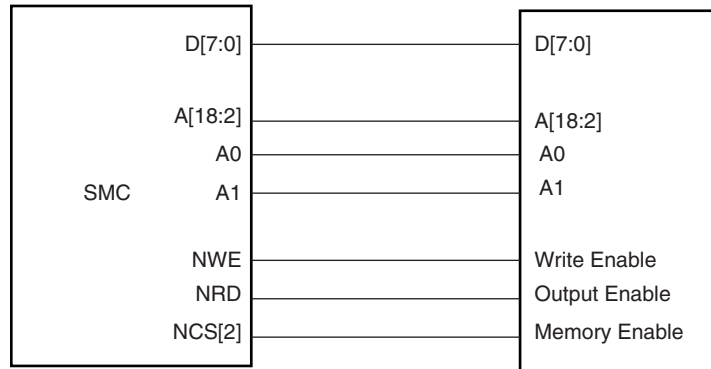 D[7:0] D[7:0]
A[18:2] A[18:2]
A0 A0
SMC A1 A1
NWE Write Enable
NRD Output Enable
NCS[2] Memory Enable